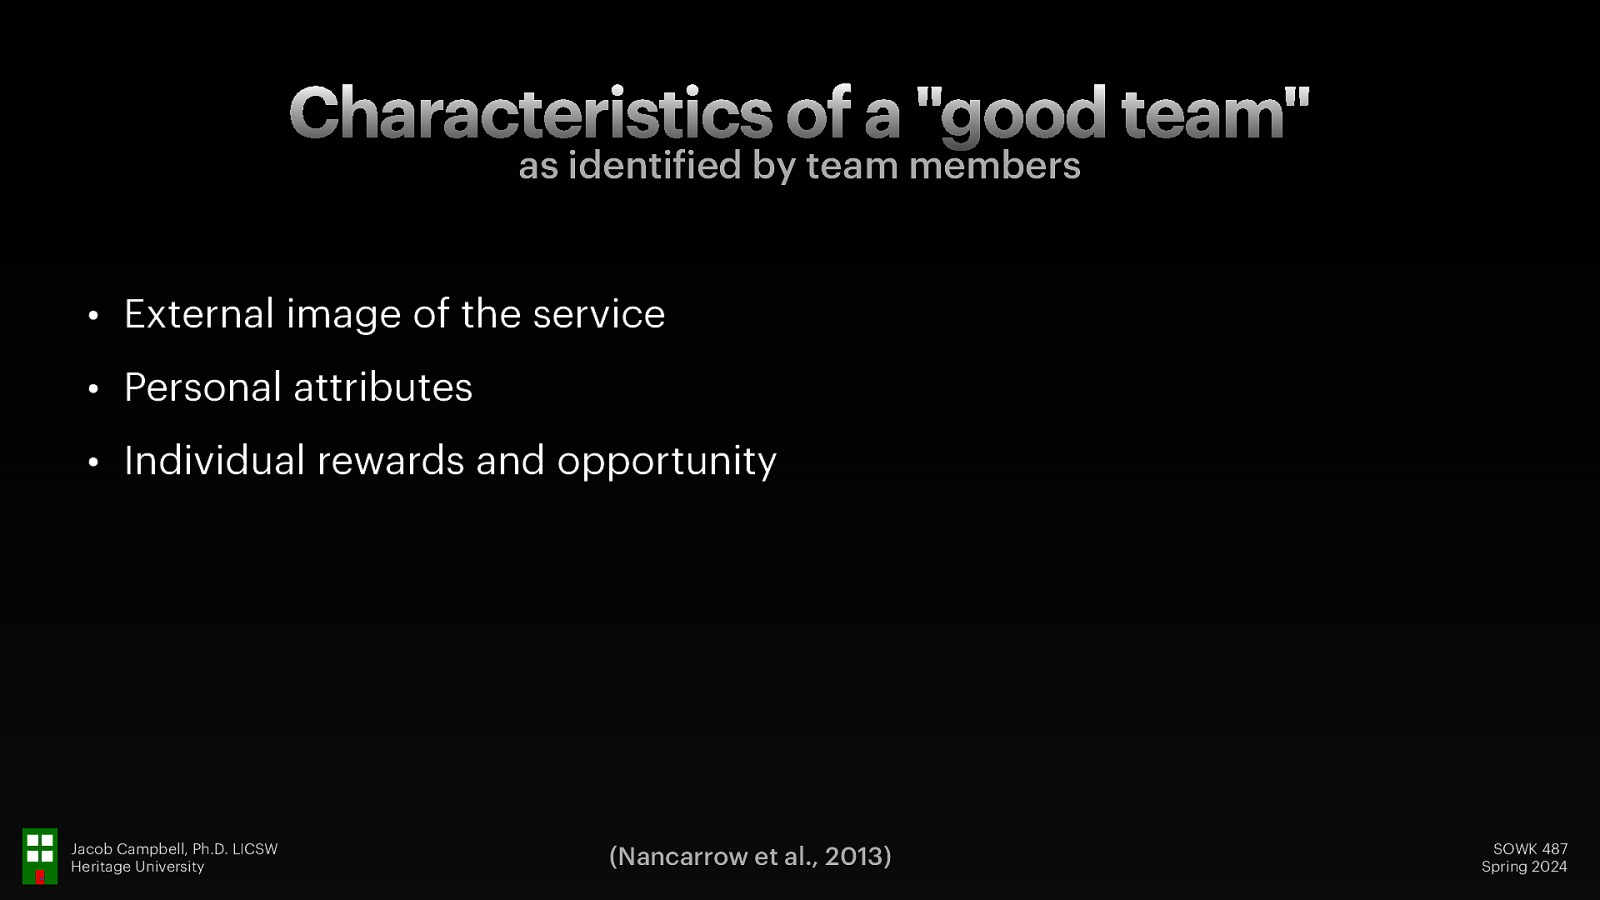 Characteristics of a "good team"
as identified by team members
• External image of the service
• Personal attributes
• Individual rewards and opportunity
Jacob Campbell, Ph.D. LICSW
Heritage University
(Nancarrow et al., 2013)
SOWK 487
Spring 2024